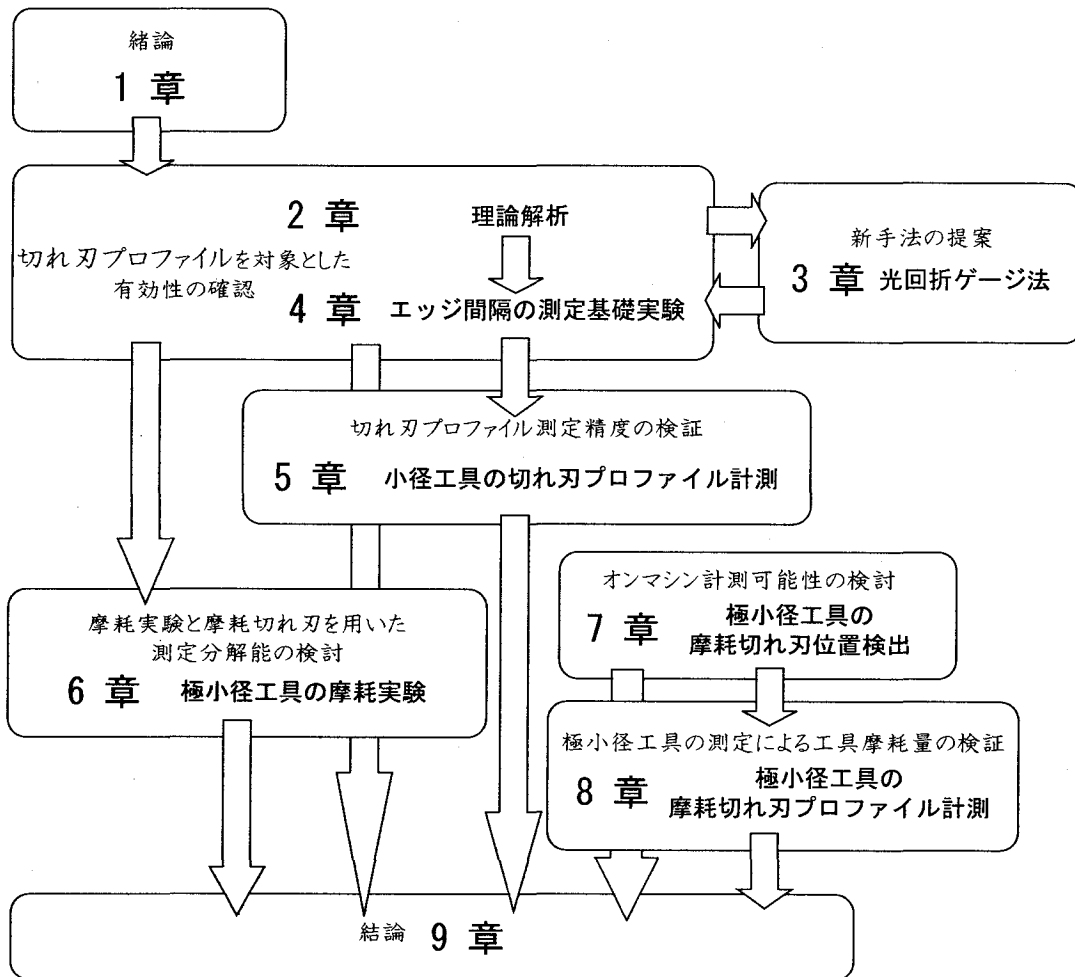 緒論
1 章
2 章 理論解析
切れ刃プロファイルを対象とした
有効性の確認
4 章 エッジ間隔の測定基礎実験
新手法の提案
3 章 光回折ゲージ法
切れ刃プロファイル測定精度の検証
5 章 小径工具の切れ刃プロファイル計測
摩耗実験と摩耗切れ刃を用いた
測定分解能の検討
6 章 極小径工具の摩耗実験
オンマシン計測可能性の検討
7 章 極小径工具の
摩耗切れ刃位置検出
極小径工具の測定による工具摩耗量の検証
8 章 極小径工具の
摩耗切れ刃プロファイル計測
結論 9 章